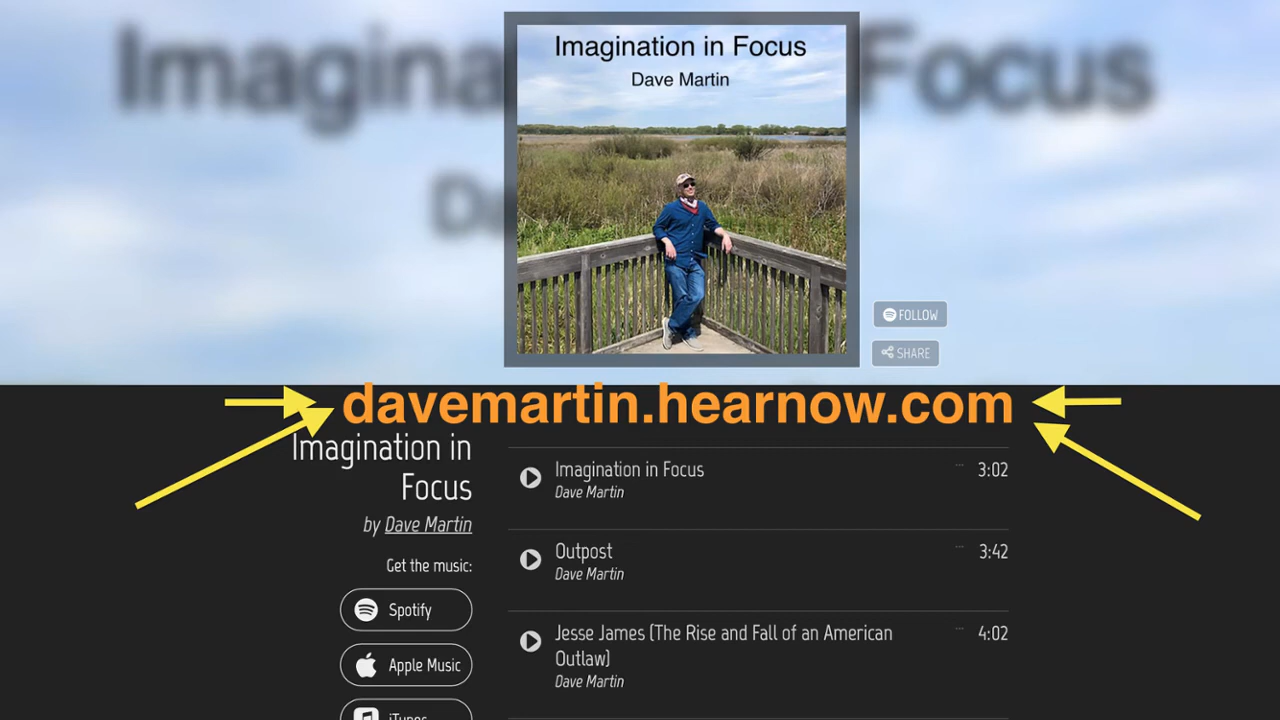 Imagination in Focus
Dave Martin
FOLLOW
SHARE
davemartin.hearnow.com
Imagination in
Focus
by Dave Martin
Get the music:
Spotify
Apple Music
iTunes
Imagination in Focus
3:02
Dave Martin
Outpost
3:42
Dave Martin
Jesse James (The Rise and Fall of an American
Outlaw)
4:02
Dave Martin